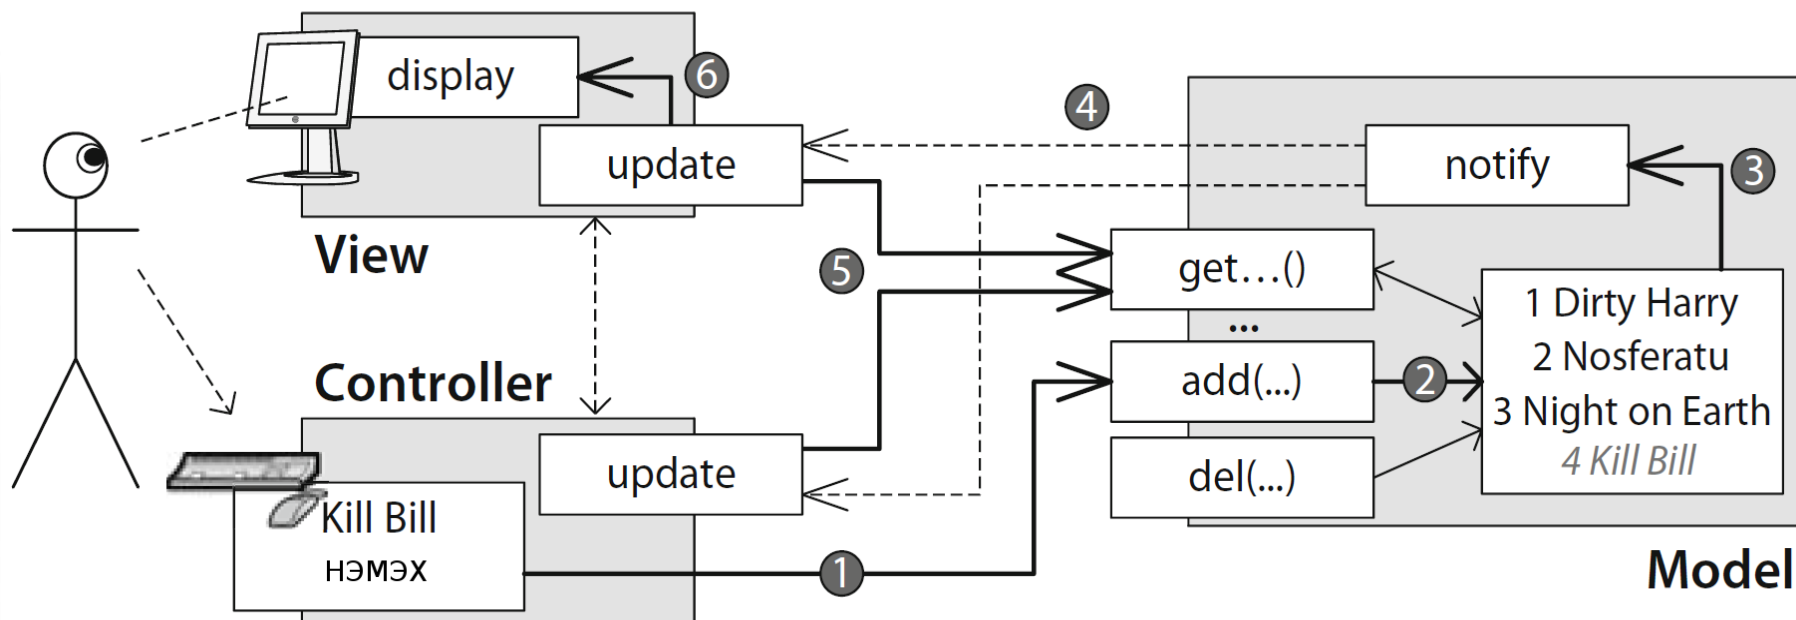 display
6
update
View
4
notify
3
5
get...()
...
add(...)
2
del(...)
1 Dirty Harry
2 Nosferatu
3 Night on Earth
4 Kill Bill
Controller
update
Kill Bill
нэмэх
1
Model